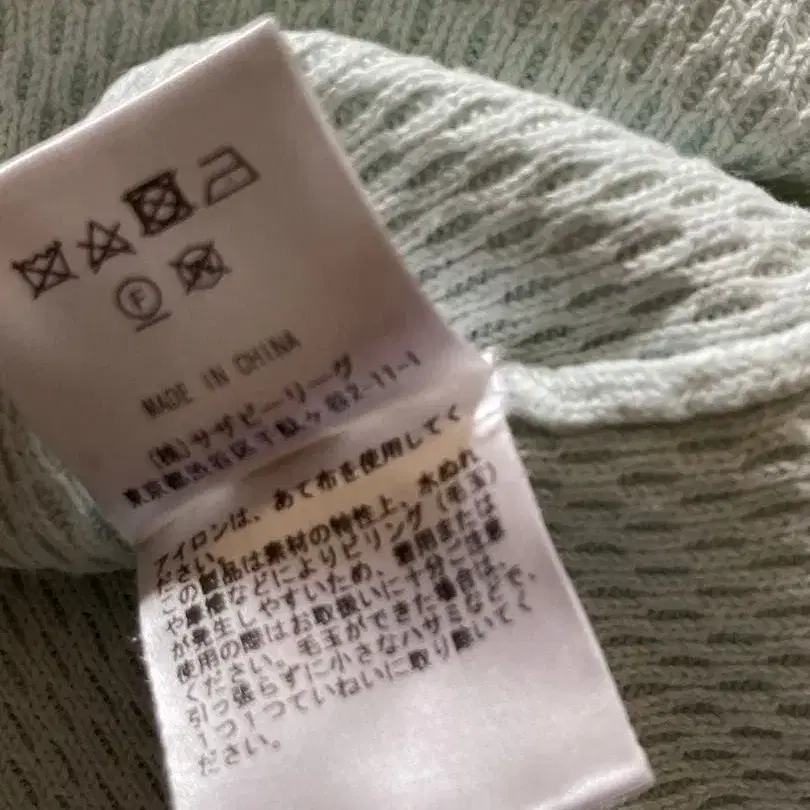 F
MADE IN CHINA
(株)サザビーリーグ
東京都渋谷区千駄ヶ谷2-11-1
アイロンは、あて布を使用してく
ださい。
この製品は素材の特性上、水ぬれ
や摩擦などによりピリング(毛玉)
が発生しやすいため、着用または
使用の際はお取扱いに十分ご注意
ください。毛玉ができた場合は、
引っ張らずに小さなハサミなどで、
1つ1つていねいに取り除いてく
ださい。